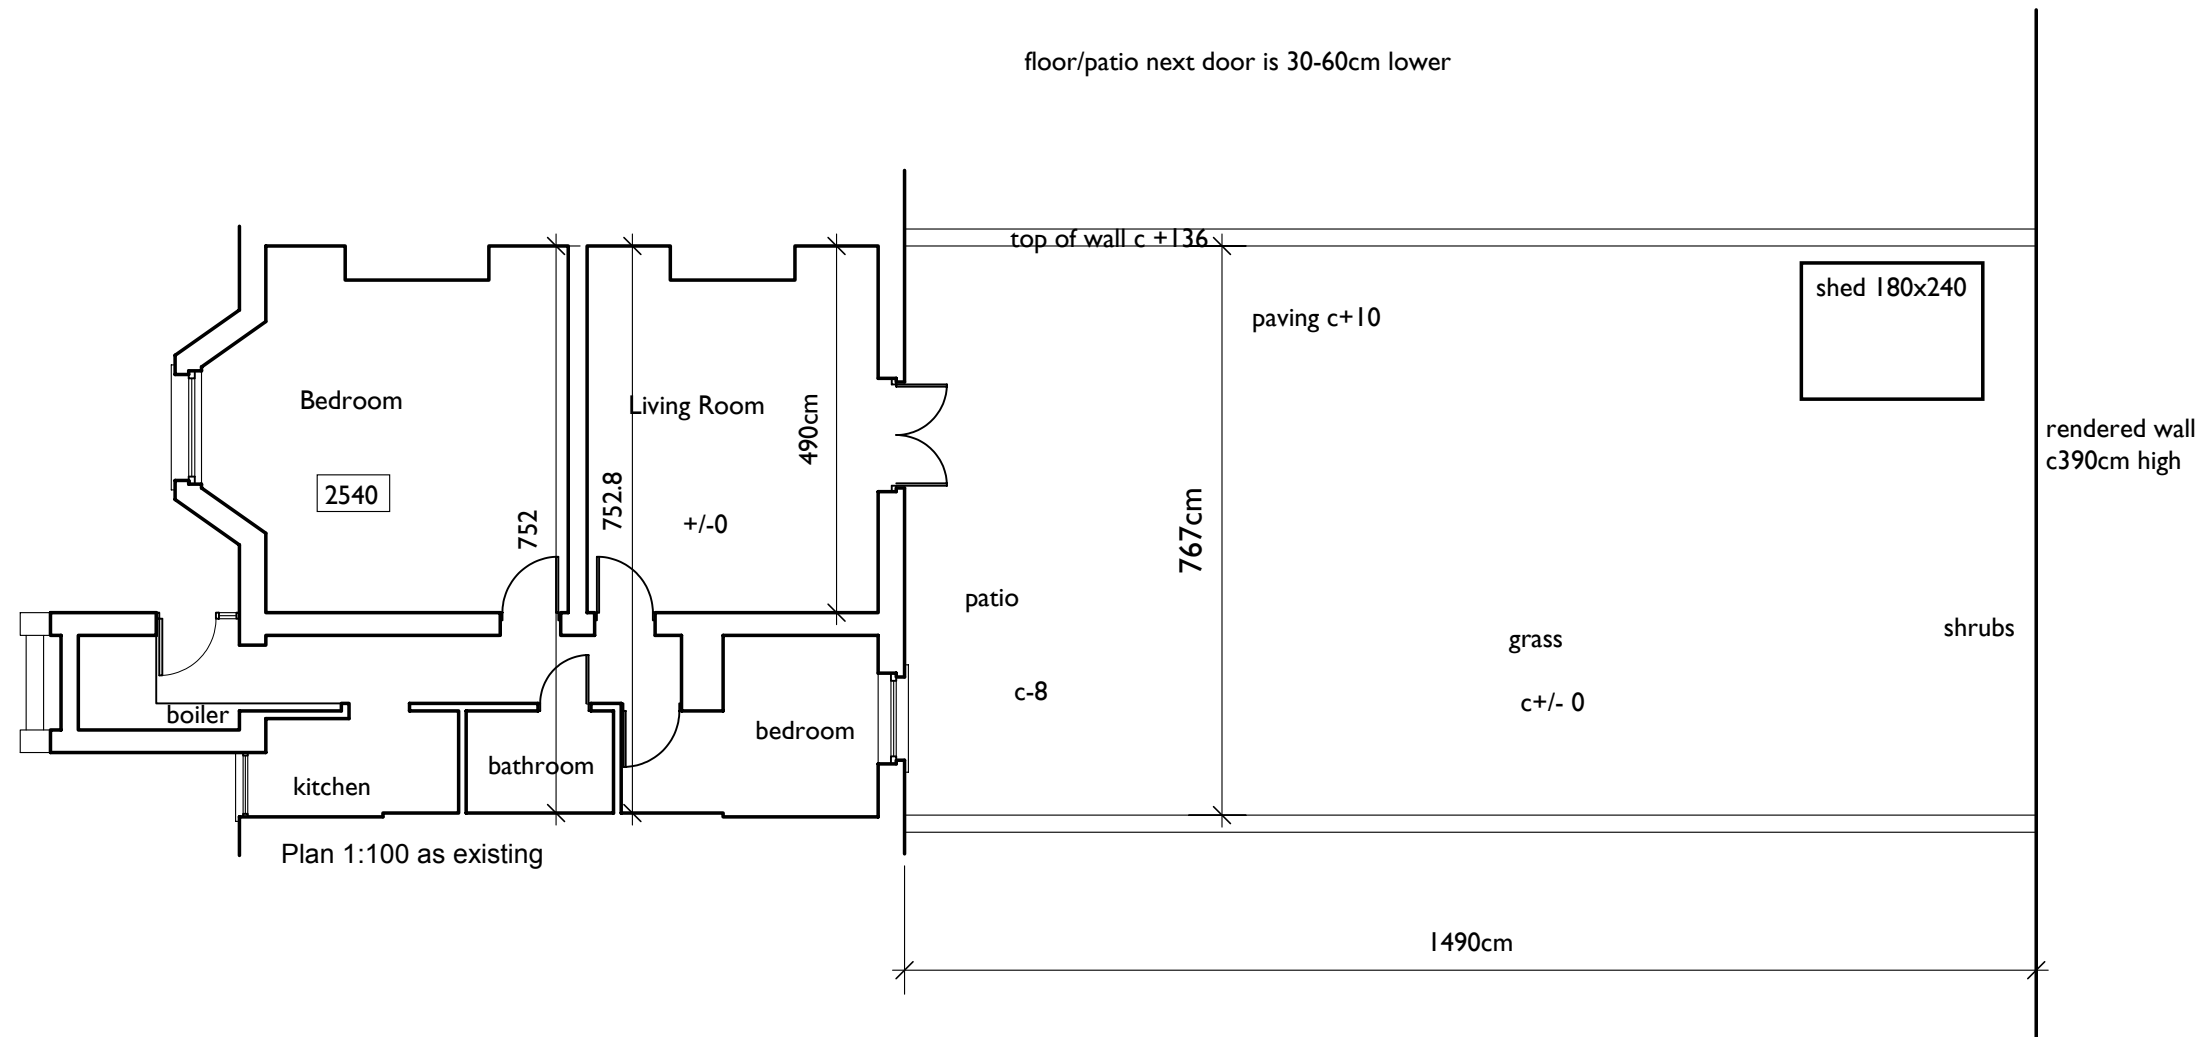 floor/patio next door is 30-60cm lower
top of wall c +136
shed 180x240
paving c+10
Bedroom
Living Room
490cm
rendered wall
c390cm high
2540
752
752.8
+/-0
767cm
patio
grass
shrubs
c-8
c+/- 0
boiler
bedroom
bathroom
kitchen
Plan 1:100 as existing
1490cm